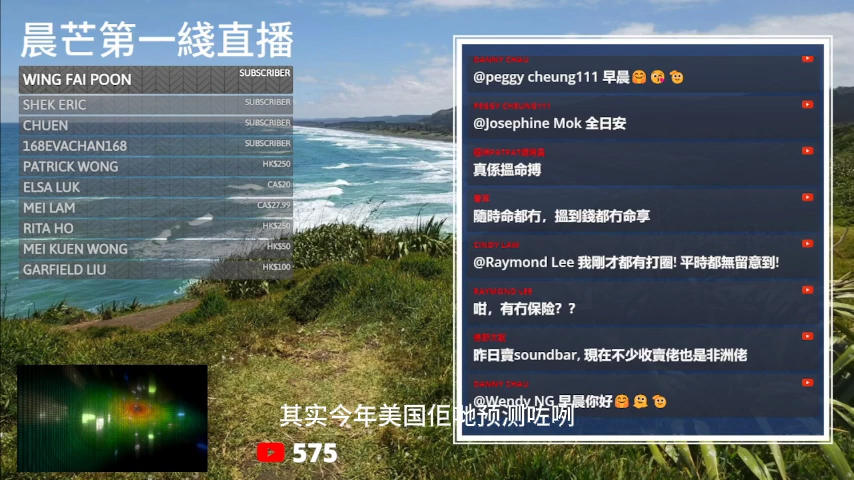 晨芒第一綫直播
WING FAI POON SUBSCRIBER
SHEK ERIC SUBSCRIBER
CHUEN SUBSCRIBER
168EVACHAN168 SUBSCRIBER
PATRICK WONG HK$250
ELSA LUK CA$20
MEI LAM CA$27.99
RITA HO HK$250
MEI KUEN WONG HK$50
GARFIELD LIU HK$100
DANNY CHAU
@peggy cheung111 早晨🤗 😘 🫡
PEGGY CHEUNG111
@Josephine Mok 全日安
真係搵命搏
隨時命都冇，搵到錢都冇命享
CINDY LAW
@Raymond Lee 我剛才都有打圈! 平時都無留意到!
RAYMOND LEE
咁，有冇保险？？
昨日賣soundbar, 現在不少收賣佬也是非洲佬
DANNY CHAU
@Wendy NG 早晨你好🤗 🫠 🫡
其实今年美国佢哋预测咗咧
575